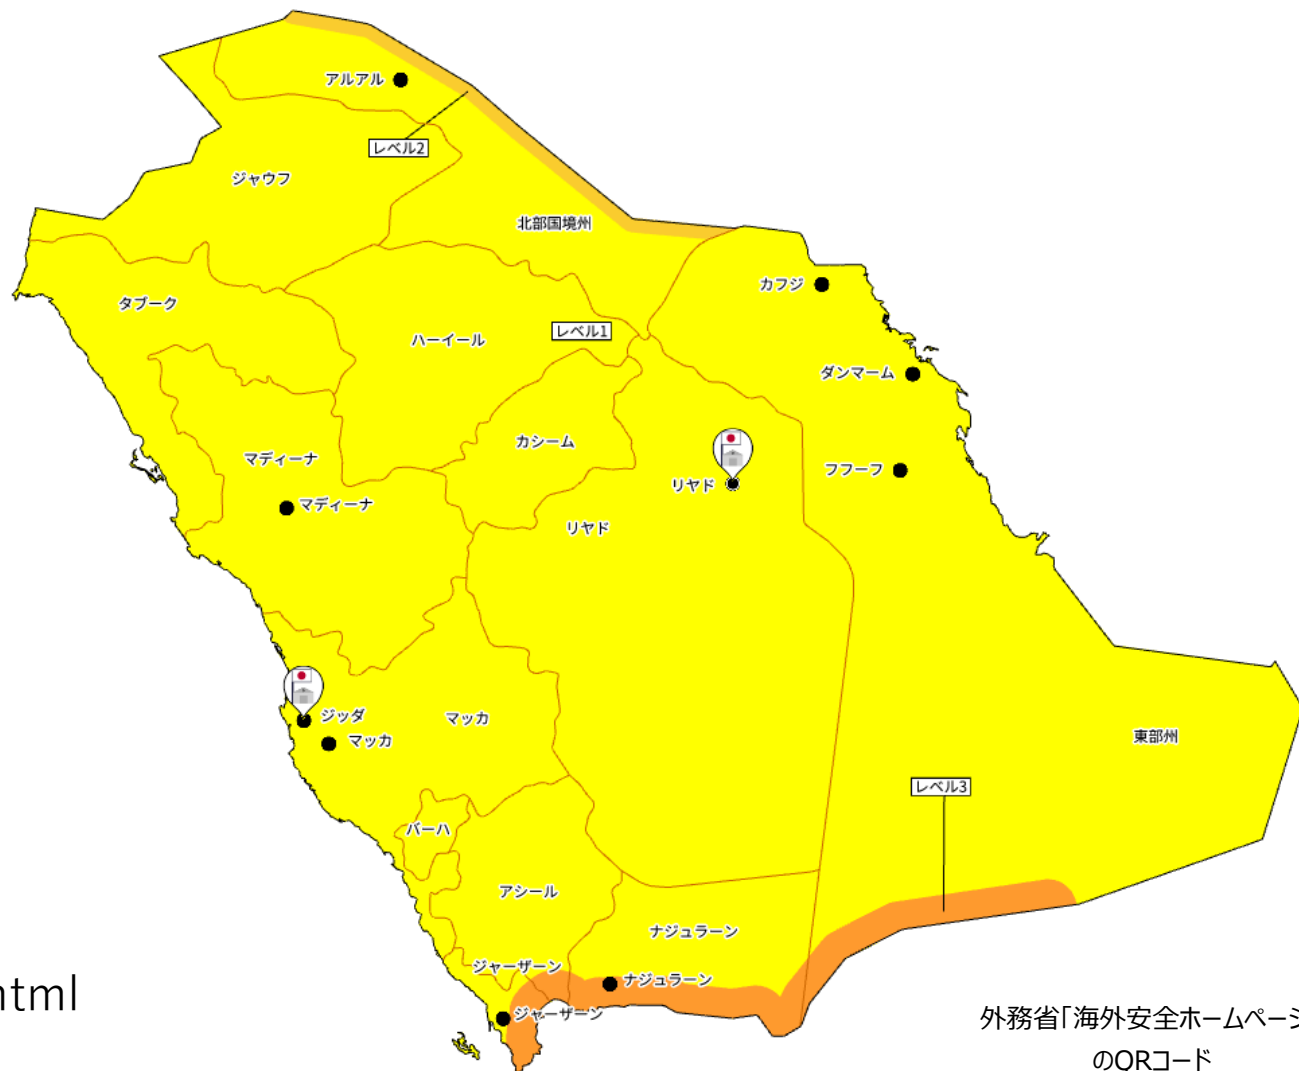 アルアル
レベル2
ジャウフ
北部国境州
カフジ
タブーク
レベル1
ハーイール
ダンマーム
カシーム
マディーナ
フフーフ
リヤド
マディーナ
リヤド
ジッダ
マッカ
マッカ
東部州
レベル3
バーハ
アシール
ナジュラーン
ジャーザーン
ナジュラーン
html
ジャーザーン
外務省「海外安全ホームページ
のQRコード